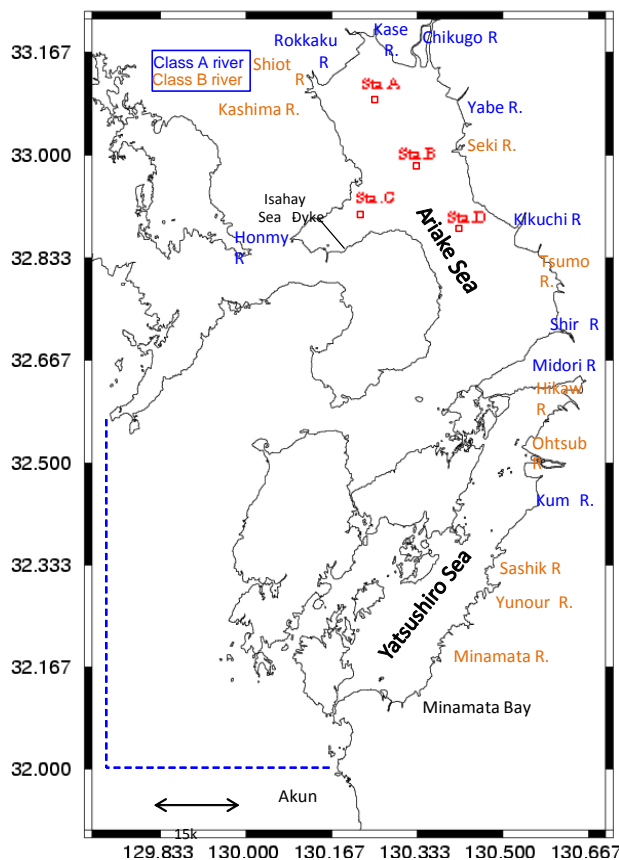 33.167
33.000
32.833
32.667
32.500
32.333
32.167
32.000
Class A river
Class B river
Rokkaku
R
Kase
R.
Chikugo R
Shiot
R
Kashima R.
Sta. A
Yabe R.
Seki R.
Sta.B
Sta..C
Sta..D
Isahay
Sea Dyke
Honmy
R
Ariake Sea
Kikuchi R
Tsumo
R.
Shir R
Midori R
Hikaw
R
Ohtsub
R
Kum R.
Sashik R
Yunour R.
Yatsushiro Sea
Minamata R.
Minamata Bay
Akun
15k
129.833 130.000 130.167 130.333 130.500 130.667